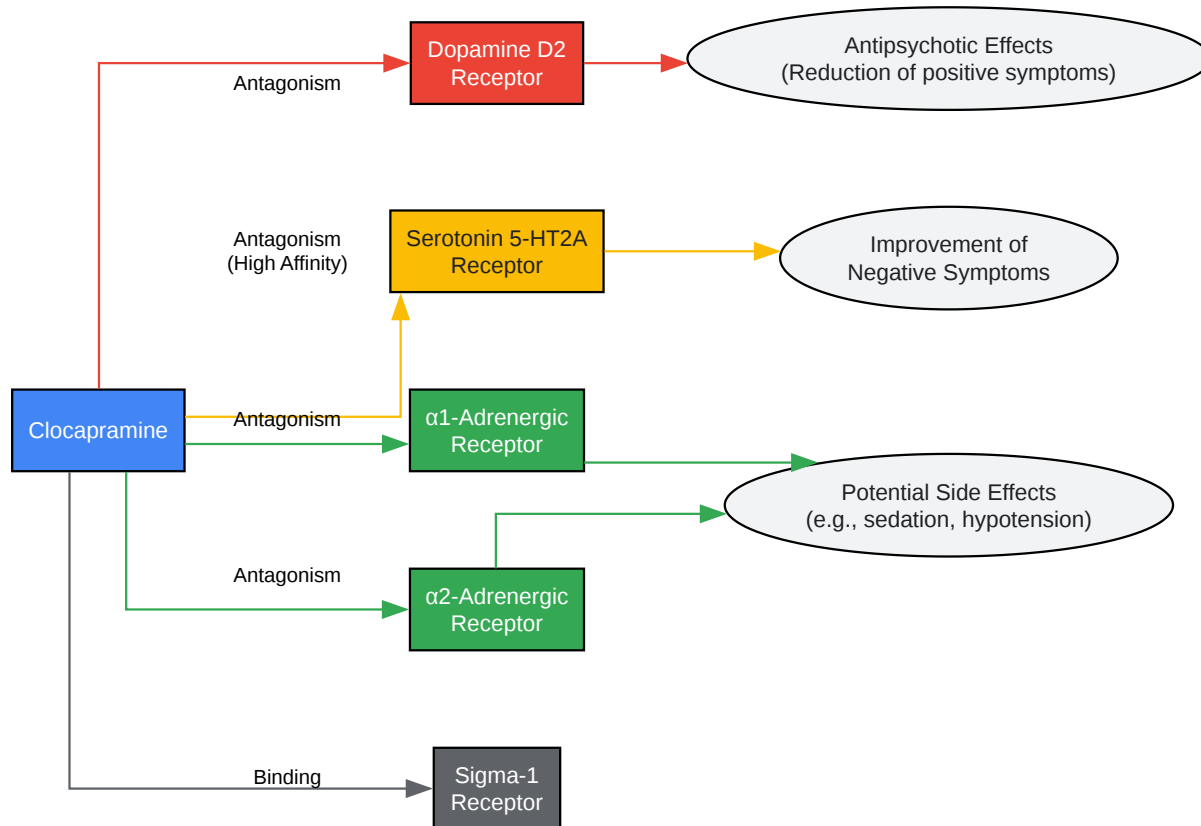 Dopamine D2
Receptor
Antipsychotic Effects
(Reduction of positive symptoms)
Antagonism
Antagonism
(High Affinity)
Serotonin 5-HT2A
Receptor
Improvement of
Negative Symptoms
Clocapramine
Antagonism
α1-Adrenergic
Receptor
Potential Side Effects
(e.g., sedation, hypotension)
Antagonism
α2-Adrenergic
Receptor
Binding
Sigma-1
Receptor